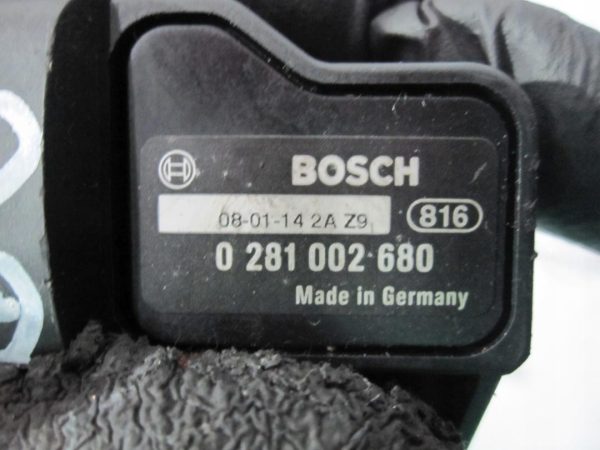 BOSCH
08-01-14 2A Z9
816
0 281 002 680
Made in Germany